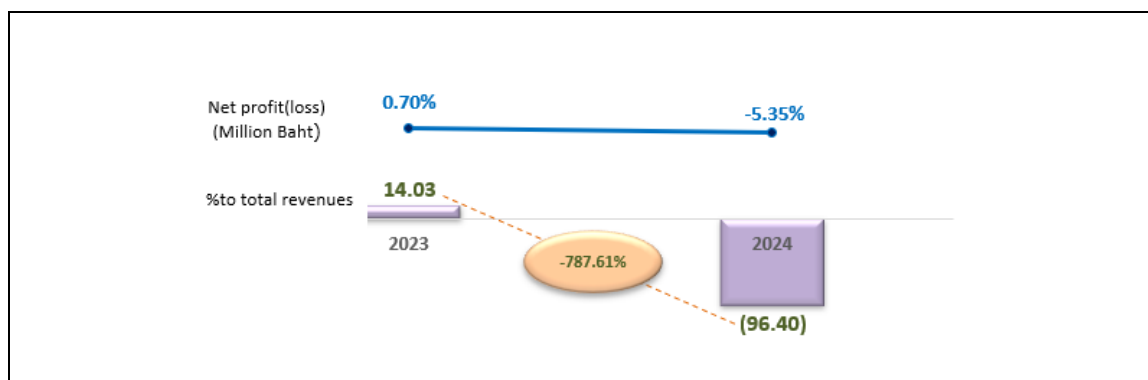 Net profit(loss)
(Million Baht)
0.70%
-5.35%
%to total revenues
14.03
2023
-787.61%
2024
(96.40)